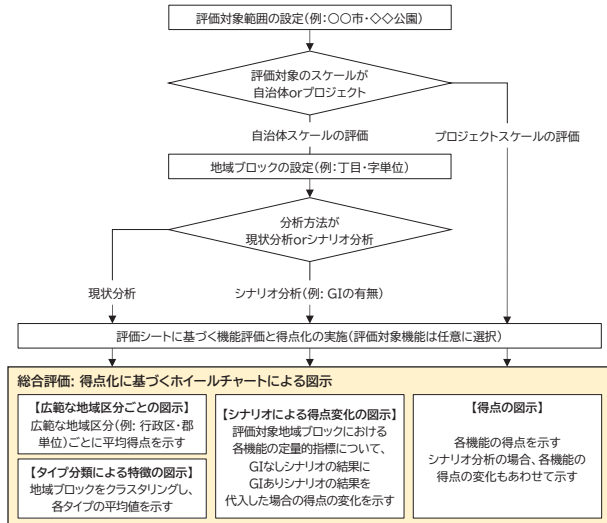 評価対象範囲の設定(例:〇〇市・◇◇公園)
評価対象のスケールが
自治体orプロジェクト
自治体スケールの評価
プロジェクトスケールの評価
地域ブロックの設定(例:丁目・字単位)
分析方法が
現状分析orシナリオ分析
現状分析
シナリオ分析(例: GIの有無)
評価シートに基づく機能評価と得点化の実施(評価対象機能は任意に選択)
総合評価: 得点化に基づくホイールチャートによる図示
【広範な地域区分ごとの図示】
広範な地域区分(例: 行政区・郡
単位)ごとに平均得点を示す
【タイプ分類による特徴の図示】
地域ブロックをクラスタリングし、
各タイプの平均値を示す
【シナリオによる得点変化の図示】
評価対象地域ブロックにおける
各機能の定量的指標について、
GIなしシナリオの結果に
GIありシナリオの結果を
代入した場合の得点の変化を示す
【得点の図示】
各機能の得点を示す
シナリオ分析の場合、各機能の
得点の変化もあわせて示す